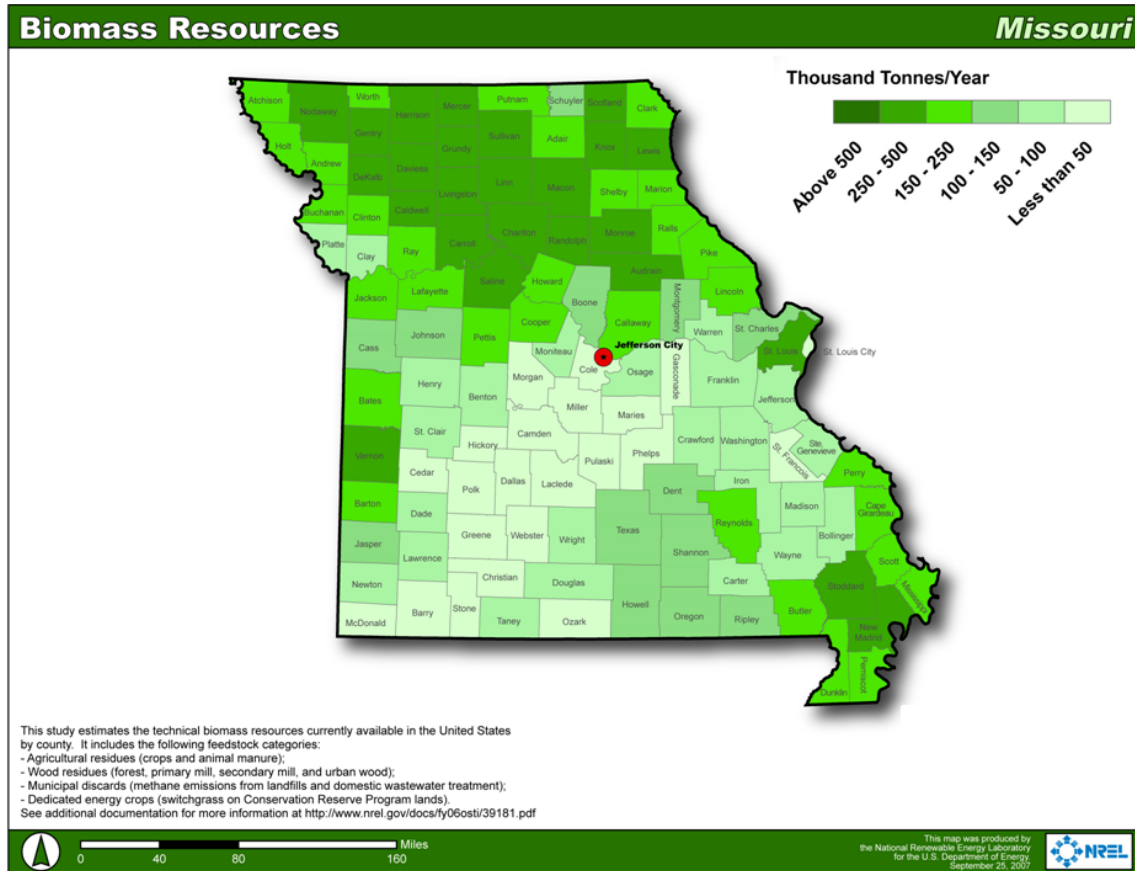 Biomass Resources
Missouri
Thousand Tonnes/Year
Above 500
250 - 500
150 - 250
100 - 150
50 - 100
Less than 50
Atchison
Nodaway
Worth
Harrison
Mercer
Putnam
Schuyler
Scotland
Clark
Holt
Andrew
Gentry
DeKalb
Daviess
Grundy
Sullivan
Adair
Knox
Lewis
Buchanan
Clinton
Caldwell
Livingston
Linn
Macon
Shelby
Marion
Platte
Clay
Ray
Carroll
Chariton
Randolph
Monroe
Ralls
Pike
Audrain
Jackson
Lafayette
Saline
Howard
Boone
Callaway
Montgomery
Lincoln
Warren
St. Charles
St. Louis
St. Louis City
Cass
Johnson
Pettis
Cooper
Moniteau
Jefferson City
Cole
Osage
Gasconade
Franklin
Jefferson
Bates
Henry
Benton
Morgan
Miller
Maries
Vernon
St. Clair
Hickory
Camden
Pulaski
Phelps
Crawford
Washington
St. Francois
Ste.
Genevieve
Perry
Cedar
Polk
Dallas
Laclede
Dent
Iron
Madison
Cape
Girardeau
Barton
Dade
Greene
Webster
Wright
Texas
Reynolds
Shannon
Wayne
Bollinger
Scott
Jasper
Lawrence
Christian
Douglas
Carter
Stoddard
Mississippi
Newton
Barry
Stone
Taney
Ozark
Howell
Oregon
Ripley
Butler
New
Madrid
McDonald
Dunklin
Pemiscot
This study estimates the technical biomass resources currently available in the United States
by county. It includes the following feedstock categories:
- Agricultural residues (crops and animal manure);
- Wood residues (forest, primary mill, secondary mill, and urban wood);
- Municipal discards (methane emissions from landfills and domestic wastewater treatment);
- Dedicated energy crops (switchgrass on Conservation Reserve Program lands).
See additional documentation for more information at http://www.nrel.gov/docs/fy06osti/39181.pdf
Miles
0 40 80 160
This map was produced by
the National Renewable Energy Laboratory
for the U.S. Department of Energy.
September 25, 2007
NREL